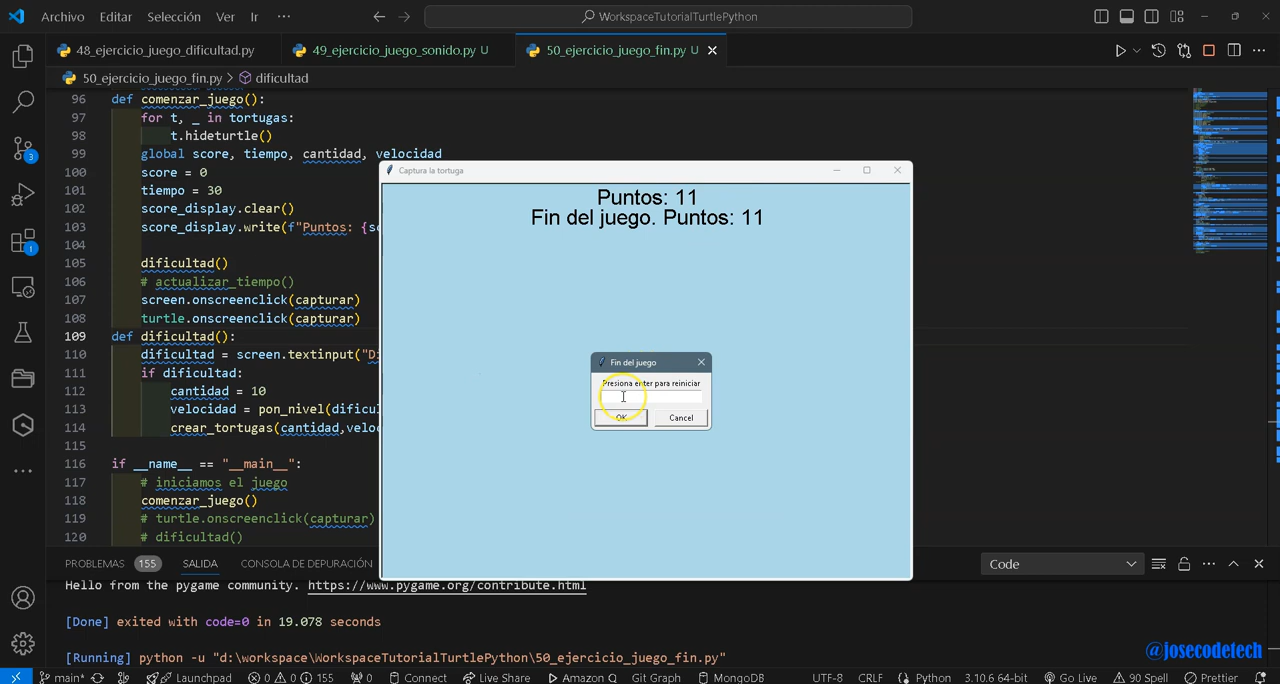 Archivo Editar Selección Ver Ir ···
WorkspaceTutorialTurtlePython
48_ejercicio_juego_dificultad.py
49_ejercicio_juego_sonido.py U
50_ejercicio_juego_fin.py U
50_ejercicio_juego_fin.py > dificultad
96 def comenzar_juego():
97 for t, _ in tortugas:
98 t.hideturtle()
99 global score, tiempo, cantidad, velocidad
100 score = 0
101 tiempo = 30
102 score_display.clear()
103 score_display.write(f"Puntos: {sc
104
105 dificultad()
106 # actualizar_tiempo()
107 screen.onscreenclick(capturar)
108 turtle.onscreenclick(capturar)
109 def dificultad():
110 dificultad = screen.textinput("Di
111 if dificultad:
112 cantidad = 10
113 velocidad = pon_nivel(dificul
114 crear_tortugas(cantidad,velo
115
116 if __name__ == "__main__":
117 # iniciamos el juego
118 comenzar_juego()
119 # turtle.onscreenclick(capturar)
120 # dificultad()
Captura la tortuga
Puntos: 11
Fin del juego. Puntos: 11
Fin del juego
Presiona enter para reiniciar
OK Cancel
3
1
PROBLEMAS 155 SALIDA CONSOLA DE DEPURACIÓN
Code
Hello from the pygame community. https://www.pygame.org/contribute.html
[Done] exited with code=0 in 19.078 seconds
[Running] python -u "d:\workspace\WorkspaceTutorialTurtlePython\50_ejercicio_juego_fin.py"
@josecodetech
main* Launchpad 0 0 155 0 Connect Live Share Amazon Q Git Graph MongoDB UTF-8 CRLF Python 3.10.6 64-bit Go Live 90 Spell Prettier